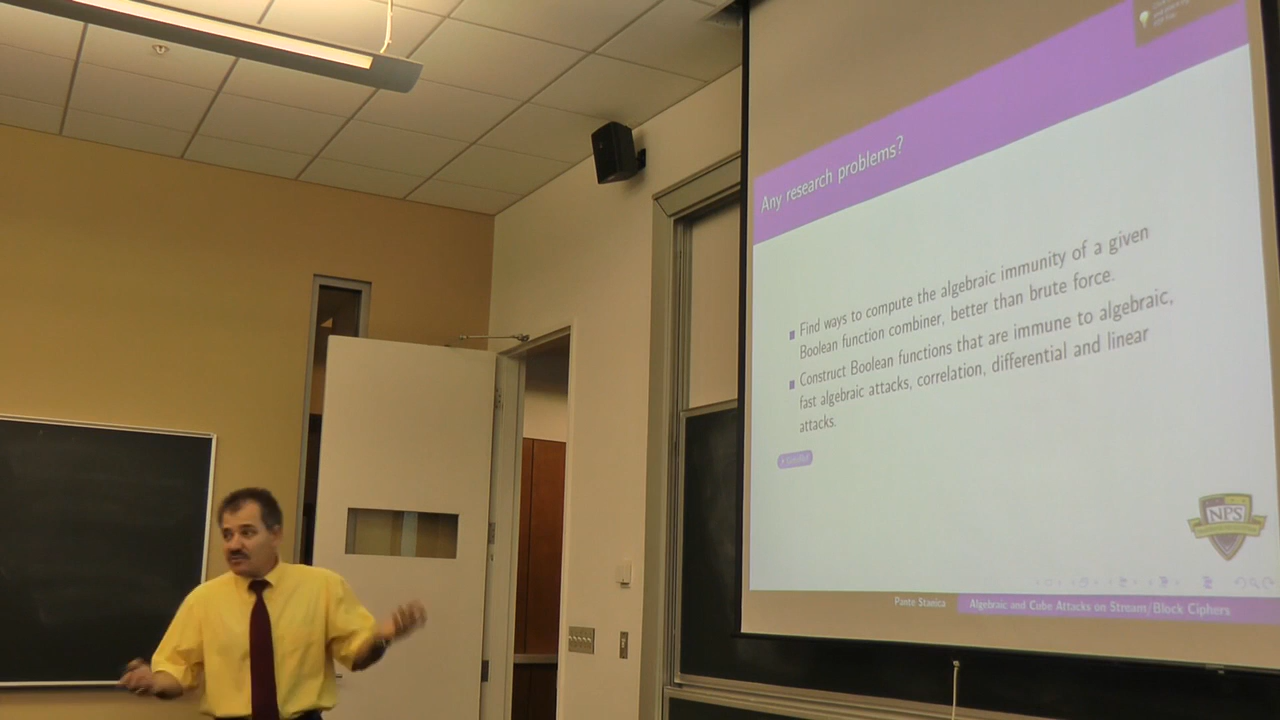 Any research problems?
Find ways to compute the algebraic immunity of a given
Boolean function combiner, better than brute force.
Construct Boolean functions that are immune to algebraic,
fast algebraic attacks, correlation, differential and linear
attacks.
NPS
Pante Stanica
Algebraic and Cube Attacks on Stream/Block Ciphers